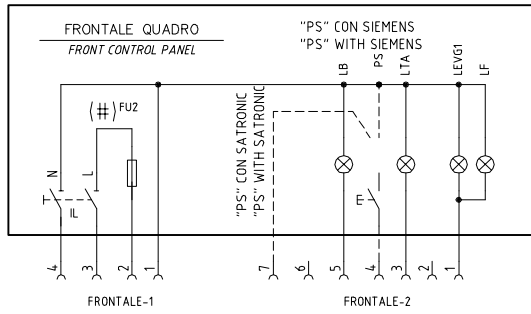 FRONTALE QUADRO
FRONT CONTROL PANEL
"PS" CON SIEMENS
"PS" WITH SIEMENS
LB
PS
LTA
LEVG1
LF
(#) FU2
"PS" CON SATRONIC
"PS" WITH SATRONIC
N
L
IL
4
3
2
1
7
6
5
4
3
2
1
FRONTALE-1
FRONTALE-2